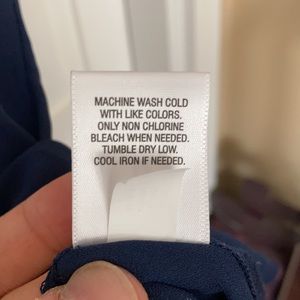 MACHINE WASH COLD
WITH LIKE COLORS.
ONLY NON CHLORINE
BLEACH WHEN NEEDED.
TUMBLE DRY LOW.
COOL IRON IF NEEDED.